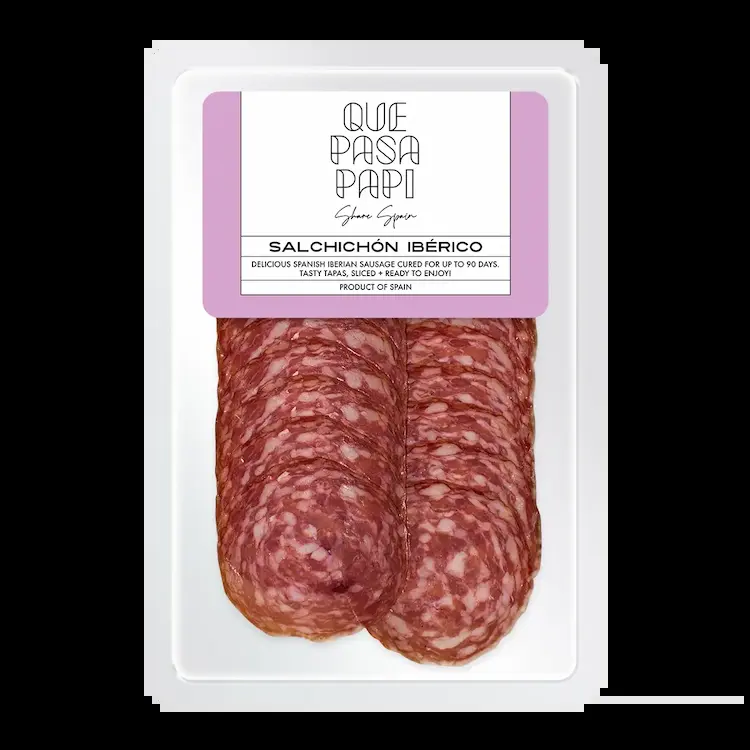 QUE
PASA
PAPI
Share Spain
SALCHICHÓN IBÉRICO
DELICIOUS SPANISH IBERIAN SAUSAGE CURED FOR UP TO 90 DAYS.
TASTY TAPAS, SLICED + READY TO ENJOY!
PRODUCT OF SPAIN